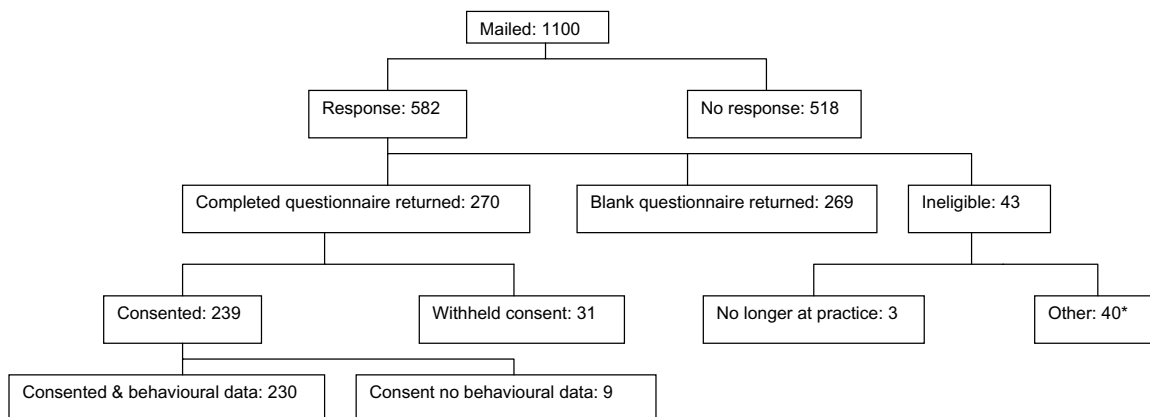 Mailed: 1100
Response: 582
No response: 518
Completed questionnaire returned: 270
Blank questionnaire returned: 269
Ineligible: 43
Consented: 239
Withheld consent: 31
No longer at practice: 3
Other: 40*
Consented & behavioural data: 230
Consent no behavioural data: 9